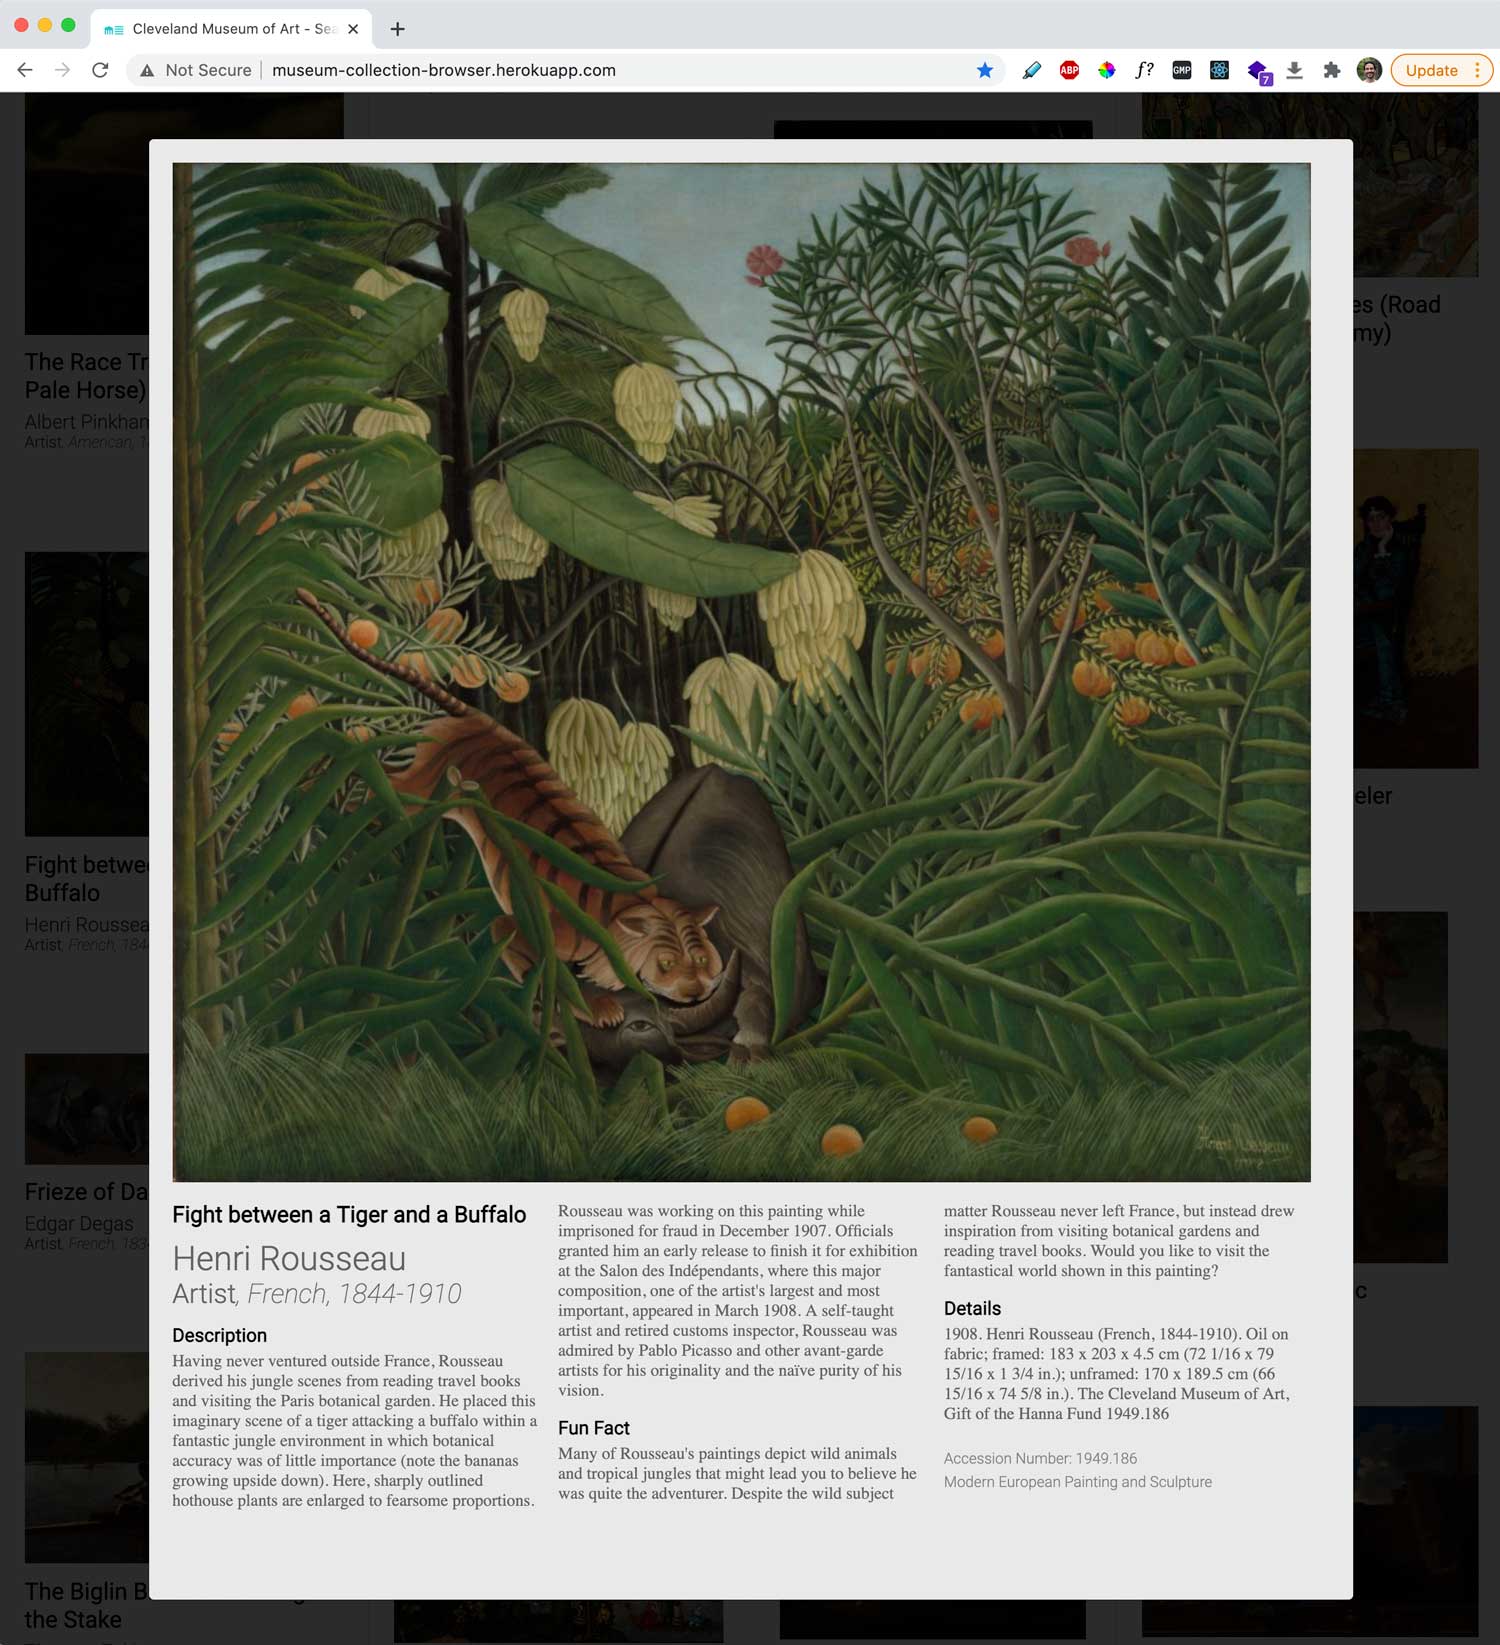 Cleveland Museum of Art - Sea
Not Secure
museum-collection-browser.herokuapp.com
ABP
f?
GMP
7
Update
The Race Tr
Pale Horse)
Albert Pinkham
Artist, American, 1
es (Road
my)
Fight betwee
Buffalo
Henri Roussea
Artist, French, 184
eler
Frieze of Da
Edgar Degas
Artist, French, 183
c
The Biglin B
the Stake
Fight between a Tiger and a Buffalo
Henri Rousseau
Artist, French, 1844-1910
Description
Having never ventured outside France, Rousseau
derived his jungle scenes from reading travel books
and visiting the Paris botanical garden. He placed this
imaginary scene of a tiger attacking a buffalo within a
fantastic jungle environment in which botanical
accuracy was of little importance (note the bananas
growing upside down). Here, sharply outlined
hothouse plants are enlarged to fearsome proportions.
Rousseau was working on this painting while
imprisoned for fraud in December 1907. Officials
granted him an early release to finish it for exhibition
at the Salon des Indépendants, where this major
composition, one of the artist's largest and most
important, appeared in March 1908. A self-taught
artist and retired customs inspector, Rousseau was
admired by Pablo Picasso and other avant-garde
artists for his originality and the naïve purity of his
vision.
Fun Fact
Many of Rousseau's paintings depict wild animals
and tropical jungles that might lead you to believe he
was quite the adventurer. Despite the wild subject
matter Rousseau never left France, but instead drew
inspiration from visiting botanical gardens and
reading travel books. Would you like to visit the
fantastical world shown in this painting?
Details
1908. Henri Rousseau (French, 1844-1910). Oil on
fabric; framed: 183 x 203 x 4.5 cm (72 1/16 x 79
15/16 x 1 3/4 in.); unframed: 170 x 189.5 cm (66
15/16 x 74 5/8 in.). The Cleveland Museum of Art,
Gift of the Hanna Fund 1949.186
Accession Number: 1949.186
Modern European Painting and Sculpture